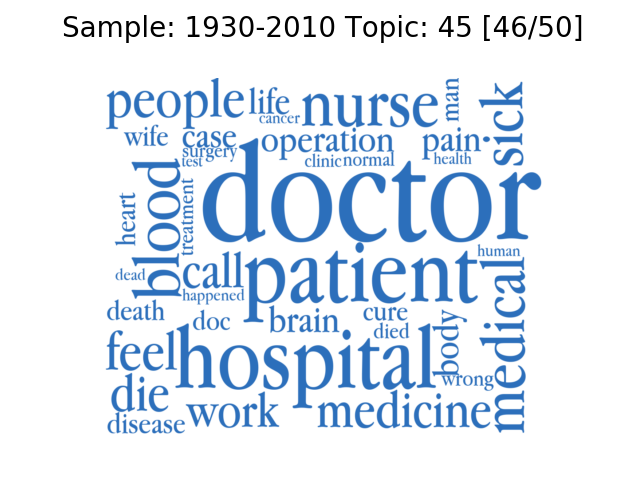 Sample: 1930-2010 Topic: 45 [46/50]
people life nurse man sick
cancer
wife case operation pain
surgery
test clinic normal health
doctor
heart blood treatment
human
dead call patient
happened
death doc brain cure
died
feel hospital body medical
wrong
die work medicine
disease